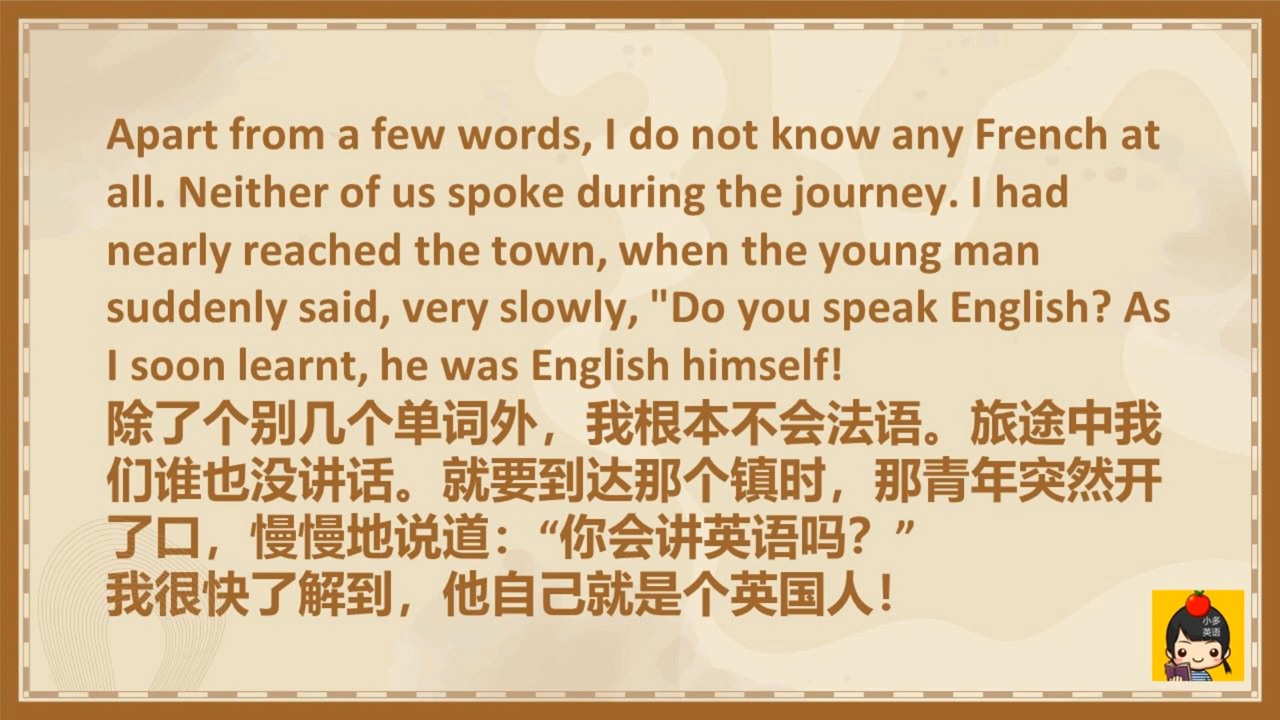 Apart from a few words, I do not know any French at
all. Neither of us spoke during the journey. I had
nearly reached the town, when the young man
suddenly said, very slowly, "Do you speak English? As
I soon learnt, he was English himself!
除了个别几个单词外，我根本不会法语。旅途中我
们谁也没讲话。就要到达那个镇时，那青年突然开
了口，慢慢地说道：“你会讲英语吗？”
我很快了解到，他自己就是个英国人！
小多
英语